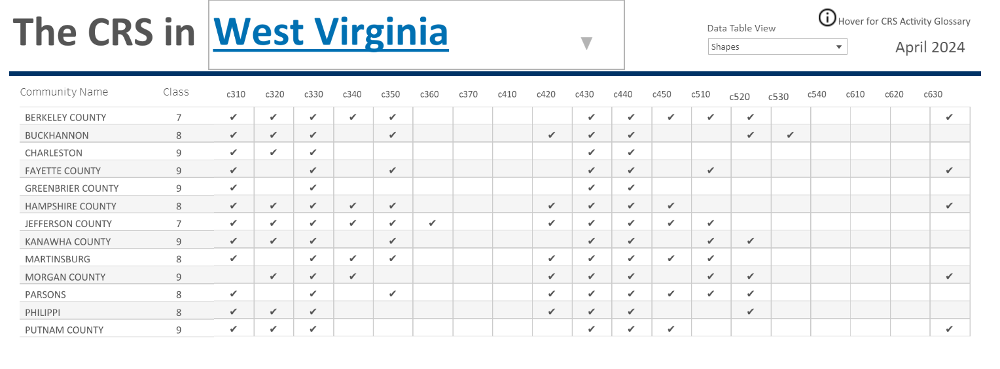 The CRS in West Virginia ▼
Data Table View
Shapes
Hover for CRS Activity Glossary
April 2024
Community Name Class c310 c320 c330 c340 c350 c360 c370 c410 c420 c430 c440 c450 c510 c520 c530 c540 c610 c620 c630
BERKELEY COUNTY 7 ✔ ✔ ✔ ✔ ✔ ✔ ✔ ✔ ✔ ✔ ✔
BUCKHANNON 8 ✔ ✔ ✔ ✔ ✔ ✔ ✔ ✔ ✔
CHARLESTON 9 ✔ ✔ ✔ ✔ ✔
FAYETTE COUNTY 9 ✔ ✔ ✔ ✔ ✔ ✔ ✔
GREENBRIER COUNTY 9 ✔ ✔ ✔ ✔
HAMPSHIRE COUNTY 8 ✔ ✔ ✔ ✔ ✔ ✔ ✔ ✔ ✔ ✔
JEFFERSON COUNTY 7 ✔ ✔ ✔ ✔ ✔ ✔ ✔ ✔ ✔ ✔ ✔
KANAWHA COUNTY 9 ✔ ✔ ✔ ✔ ✔ ✔ ✔ ✔
MARTINSBURG 8 ✔ ✔ ✔ ✔ ✔ ✔ ✔ ✔ ✔
MORGAN COUNTY 9 ✔ ✔ ✔ ✔ ✔ ✔ ✔ ✔ ✔
PARSONS 8 ✔ ✔ ✔ ✔ ✔ ✔ ✔ ✔ ✔
PHILIPPI 8 ✔ ✔ ✔ ✔ ✔ ✔ ✔
PUTNAM COUNTY 9 ✔ ✔ ✔ ✔ ✔ ✔ ✔